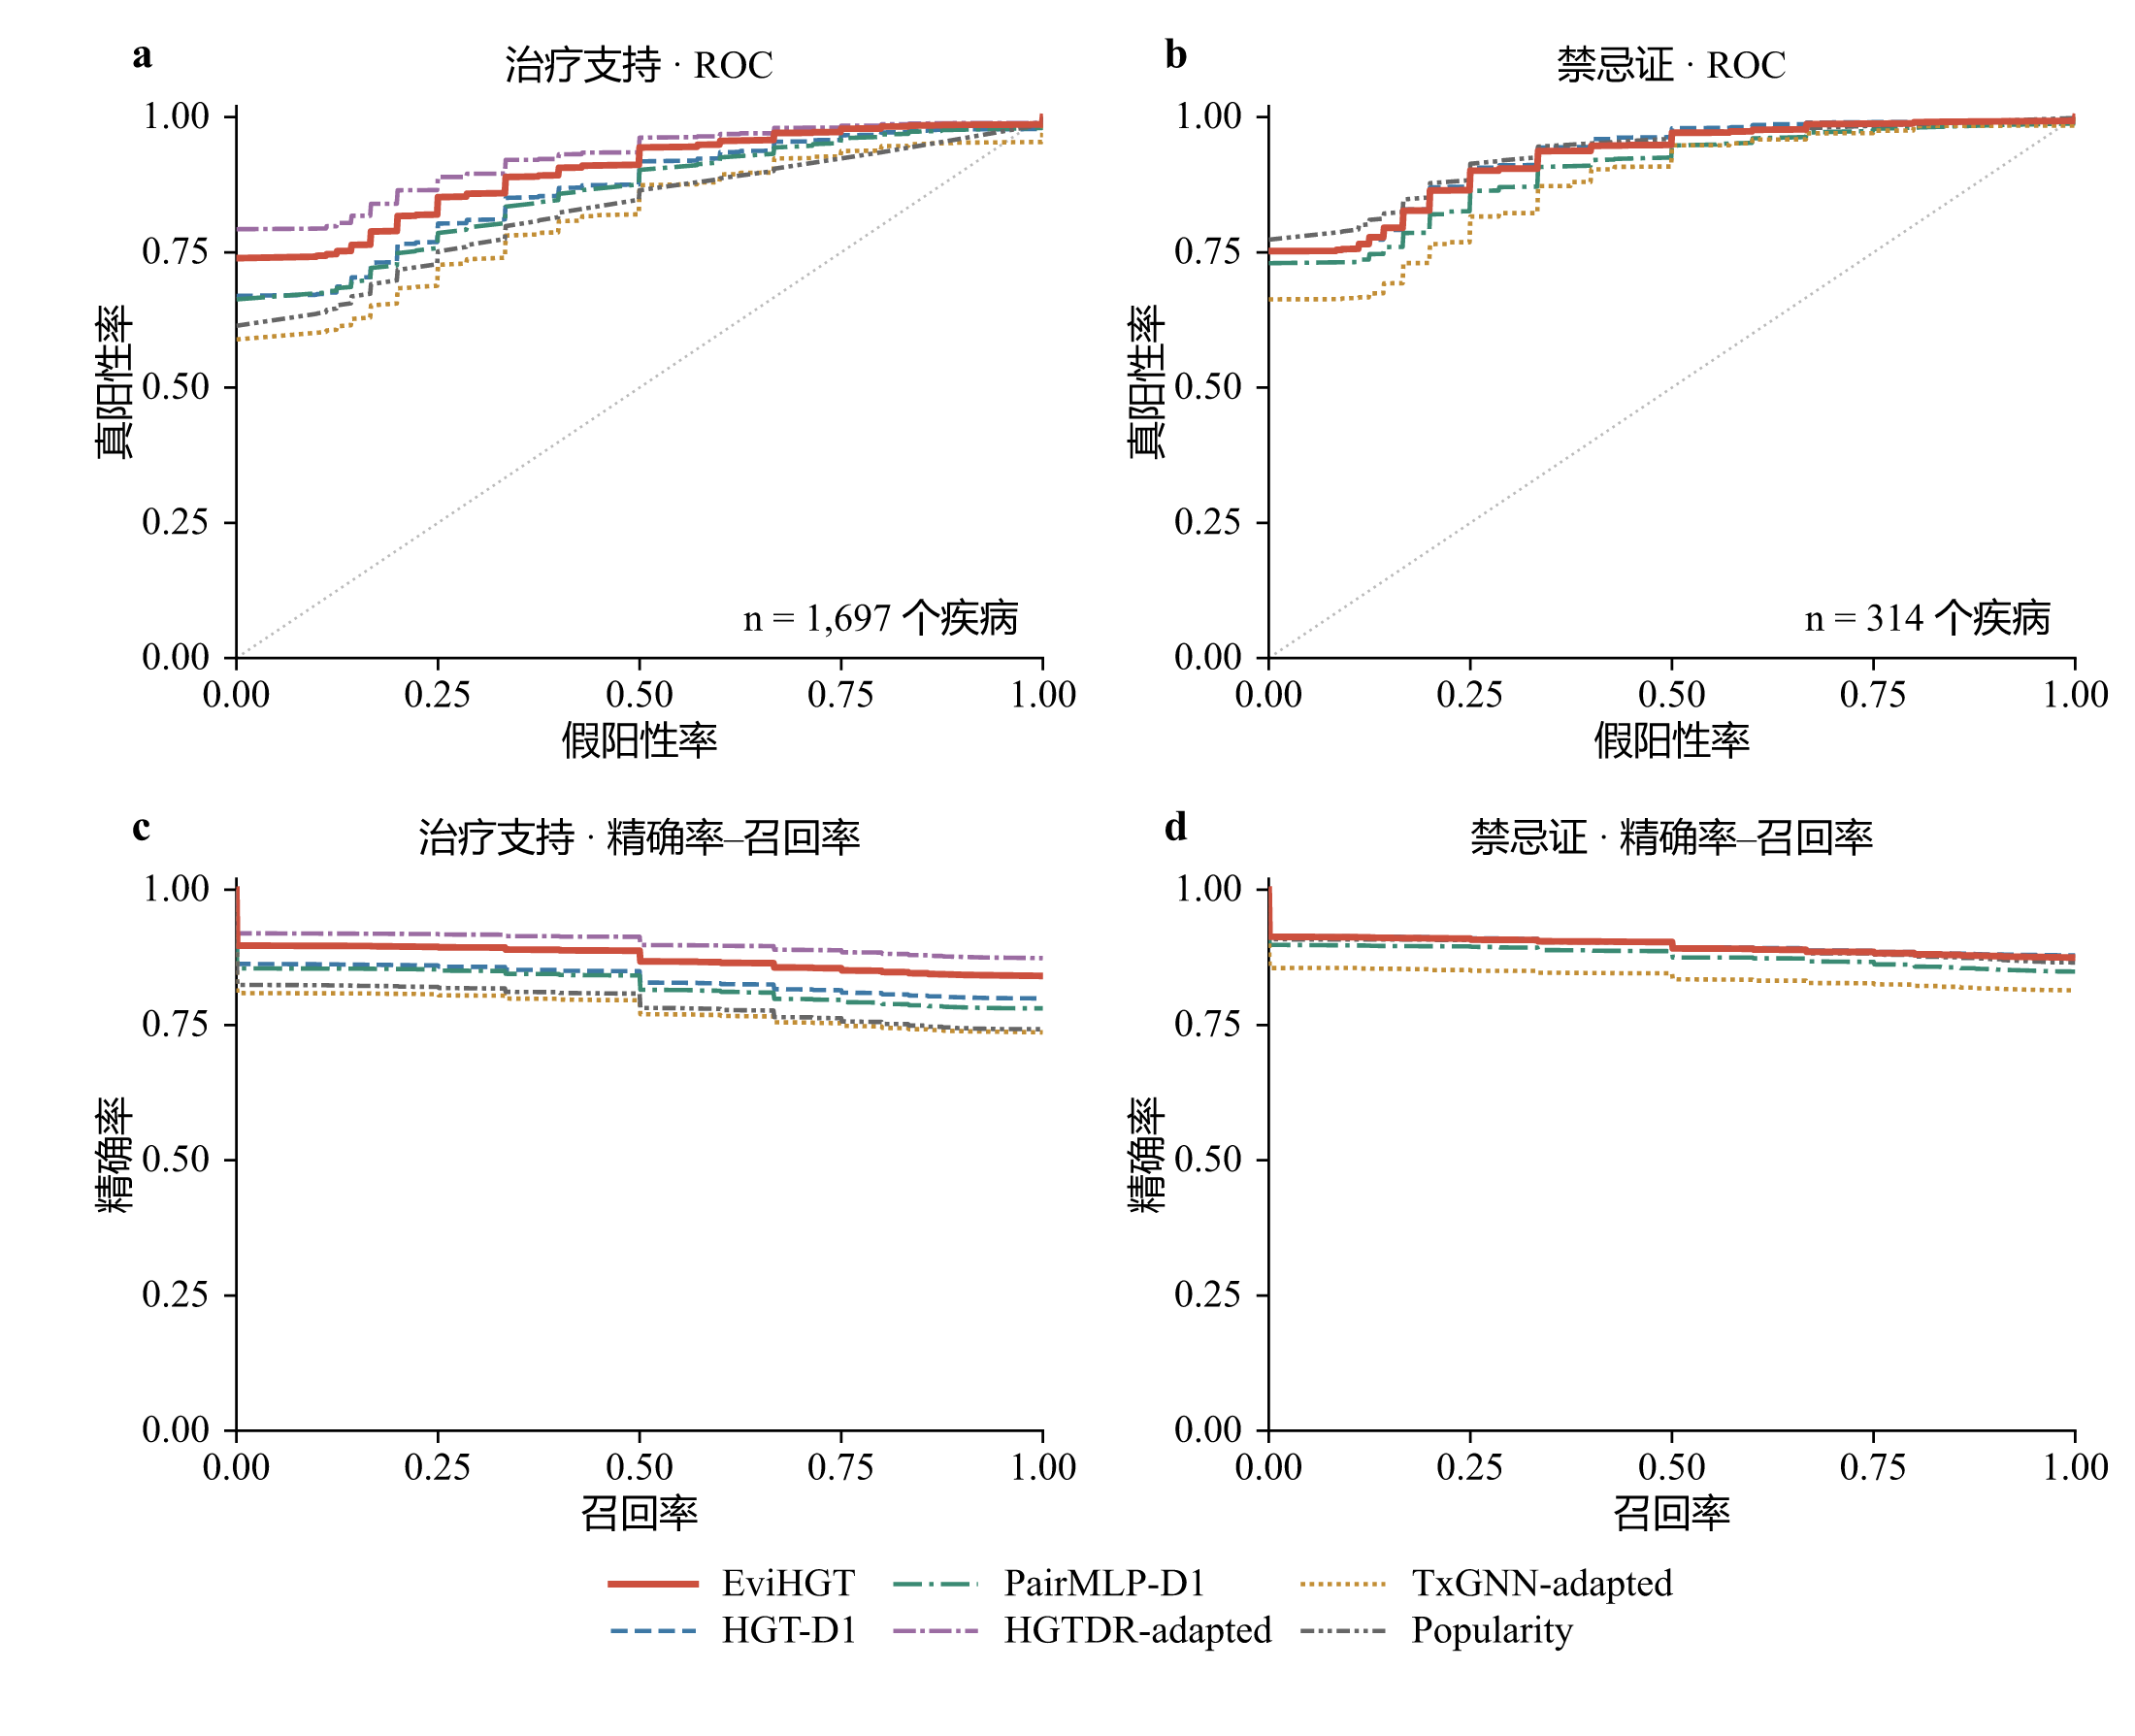 a
治疗支持 · ROC
1.00
0.75
0.50
0.25
0.00
真阳性率
n = 1,697 个疾病
0.00 0.25 0.50 0.75 1.00
假阳性率
b
禁忌证 · ROC
1.00
0.75
0.50
0.25
0.00
真阳性率
n = 314 个疾病
0.00 0.25 0.50 0.75 1.00
假阳性率
c
治疗支持 · 精确率–召回率
1.00
0.75
0.50
0.25
0.00
精确率
0.00 0.25 0.50 0.75 1.00
召回率
d
禁忌证 · 精确率–召回率
1.00
0.75
0.50
0.25
0.00
精确率
0.00 0.25 0.50 0.75 1.00
召回率
EviHGT PairMLP-D1 TxGNN-adapted
HGT-D1 HGTDR-adapted Popularity